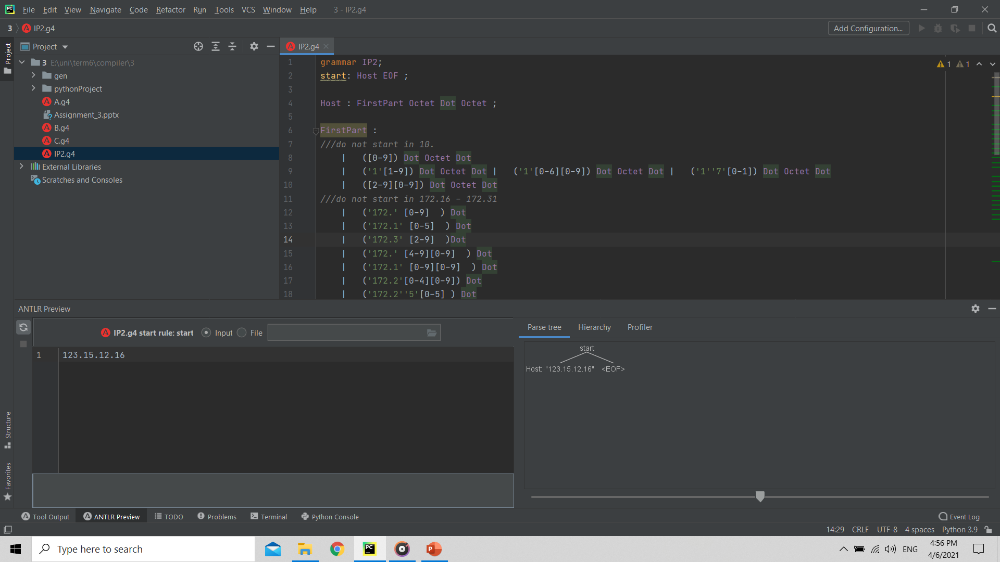 File Edit View Navigate Code Refactor Run Tools VCS Window Help 3 - IP2.g4
3 IP2.g4 Add Configuration...
Project
Project
IP2.g4
3 E:\uni\term6\compiler\3
gen
pythonProject
A.g4
Assignment_3.pptx
B.g4
C.g4
IP2.g4
External Libraries
Scratches and Consoles
1 grammar IP2;
2 start: Host EOF ;
3
4 Host : FirstPart Octet Dot Octet ;
5
6 FirstPart :
7 ///do not start in 10.
8 | ([0-9]) Dot Octet Dot
9 | ('1'[1-9]) Dot Octet Dot | ('1'[0-6][0-9]) Dot Octet Dot | ('1''7'[0-1]) Dot Octet Dot
10 | ([2-9][0-9]) Dot Octet Dot
11 ///do not start in 172.16 - 172.31
12 | ('172.' [0-9] ) Dot
13 | ('172.1' [0-5] ) Dot
14 | ('172.3' [2-9] )Dot
15 | ('172.' [4-9][0-9] ) Dot
16 | ('172.1' [0-9][0-9] ) Dot
17 | ('172.2'[0-4][0-9]) Dot
18 | ('172.2''5'[0-5] ) Dot
1 1
ANTLR Preview
IP2.g4 start rule: start Input File
1 123.15.12.16
Parse tree Hierarchy Profiler
start
Host:·"123.15.12.16" <EOF>
Structure
Favorites
Tool Output ANTLR Preview TODO Problems Terminal Python Console Event Log
14:29 CRLF UTF-8 4 spaces Python 3.9
Type here to search
PC
P
ENG
4:56 PM
4/6/2021